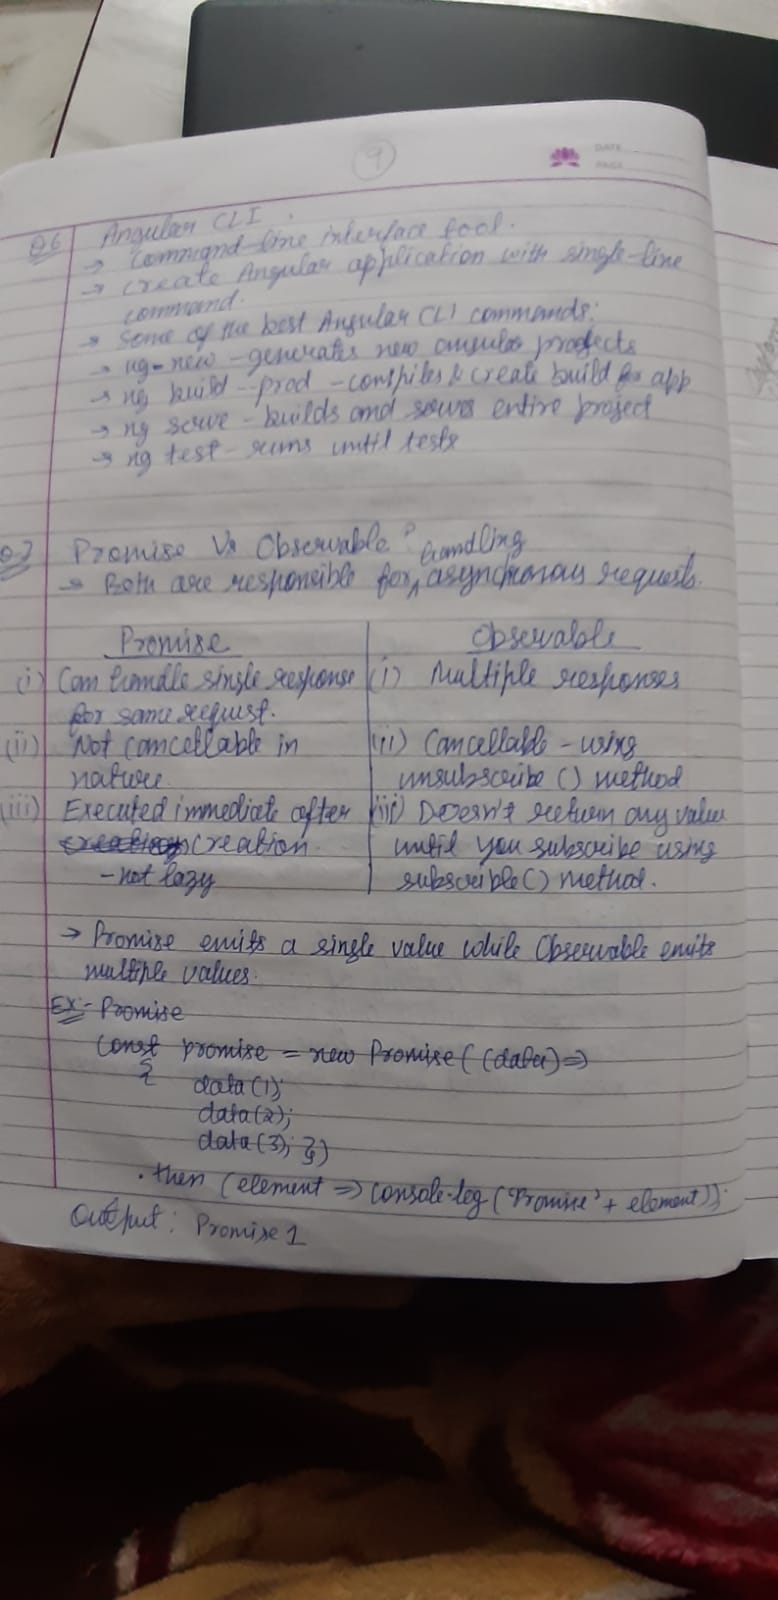 9
DATE
PAGE
Q6 Angular CLI.
→ Command line interface tool.
→ Create Angular application with single-line
command.
→ Some of the best Angular CLI commands:
→ ng-new - generates new angular projects
→ ng build --prod - compiles & create build for app
→ ng serve - builds and serves entire project
→ ng test - runs until tests
Q-7 Promise Vs Observable?
handling
→ Both are responsible for ^ asynchronous requests.
Promise | Observable
(i) Can handle single response | (i) Multiple responses
for same request.
(ii) Not cancellable in | (ii) Cancellable - using
nature | unsubscribe () method
(iii) Executed immediate after | (iii) Doesn't return any value
creation | until you subscribe using
- not lazy | subscrible() method.
→ Promise emits a single value while Observable emits
multiple values.
Ex:- Promise
Const promise = new Promise( (data) =>
{ data(1);
data(2);
data(3); })
.then (element => console.log ('Promise' + element));
Output: Promise 1